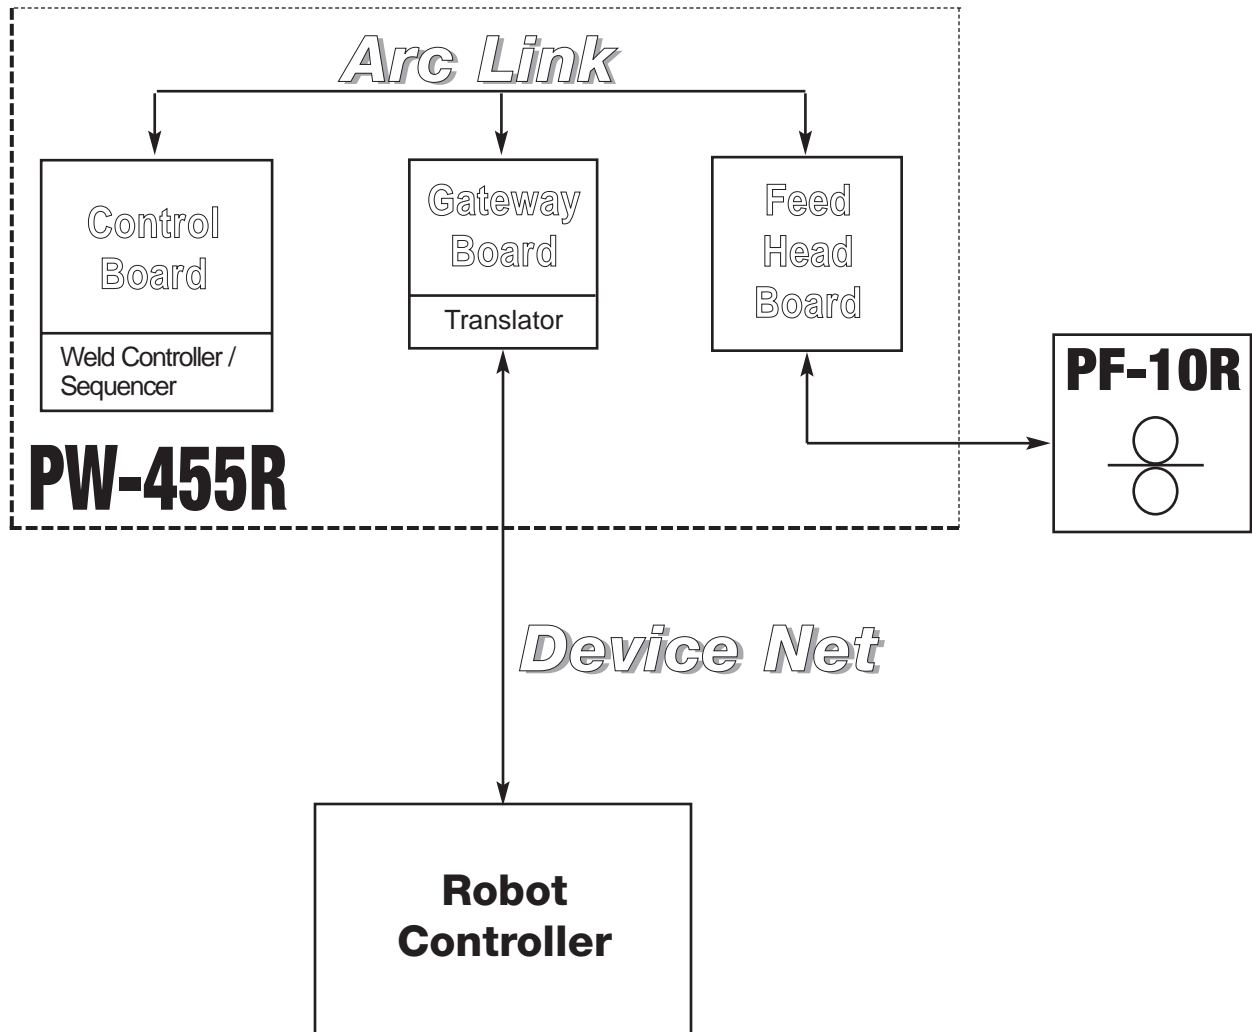 Arc Link
Control
Board
Weld Controller /
Sequencer
Gateway
Board
Translator
Feed
Head
Board
PF-10R
PW-455R
Device Net
Robot
Controller